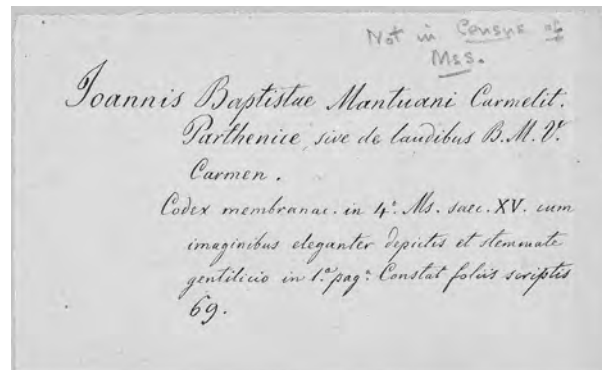 Not in Census of
Mss.
Joannis Baptistae Mantuani Carmelit.
Parthenice, sive de laudibus B. M. V.
Carmen.
Codex membranac. in 4.º Ms. saec. XV. cum
imaginibus eleganter depictis et stemmate
gentilicio in 1.ª pag.ª Constat foliis scriptis
69.